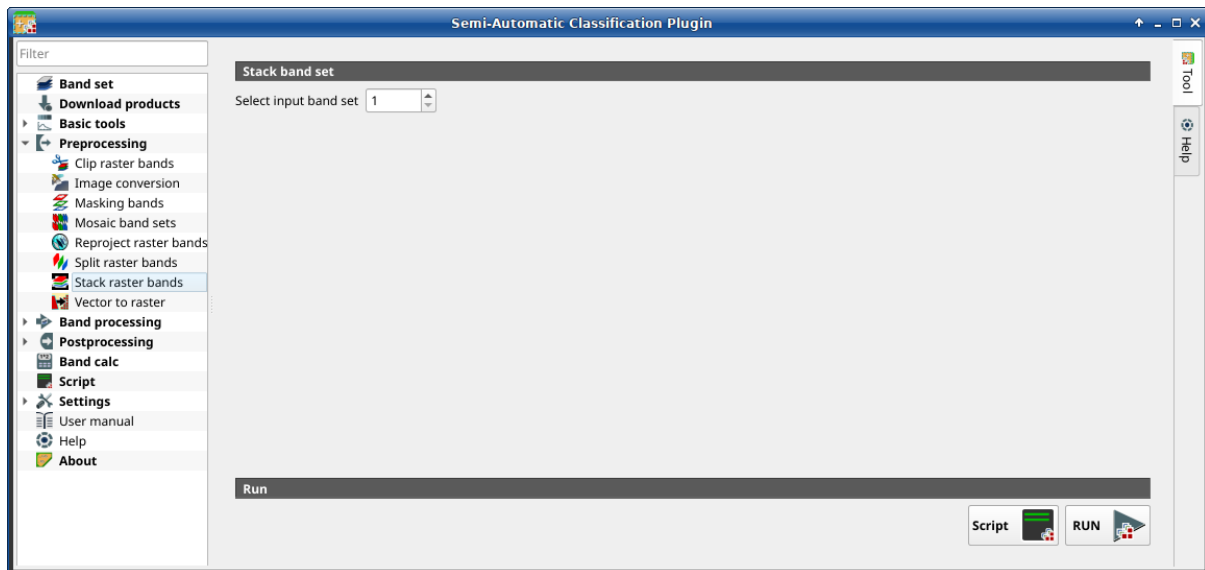 Semi-Automatic Classification Plugin
Filter
Band set
Download products
Basic tools
Preprocessing
Clip raster bands
Image conversion
Masking bands
Mosaic band sets
Reproject raster bands
Split raster bands
Stack raster bands
Vector to raster
Band processing
Postprocessing
Band calc
Script
Settings
User manual
Help
About
Stack band set
Select input band set 1
Run
Script RUN
Tool
Help